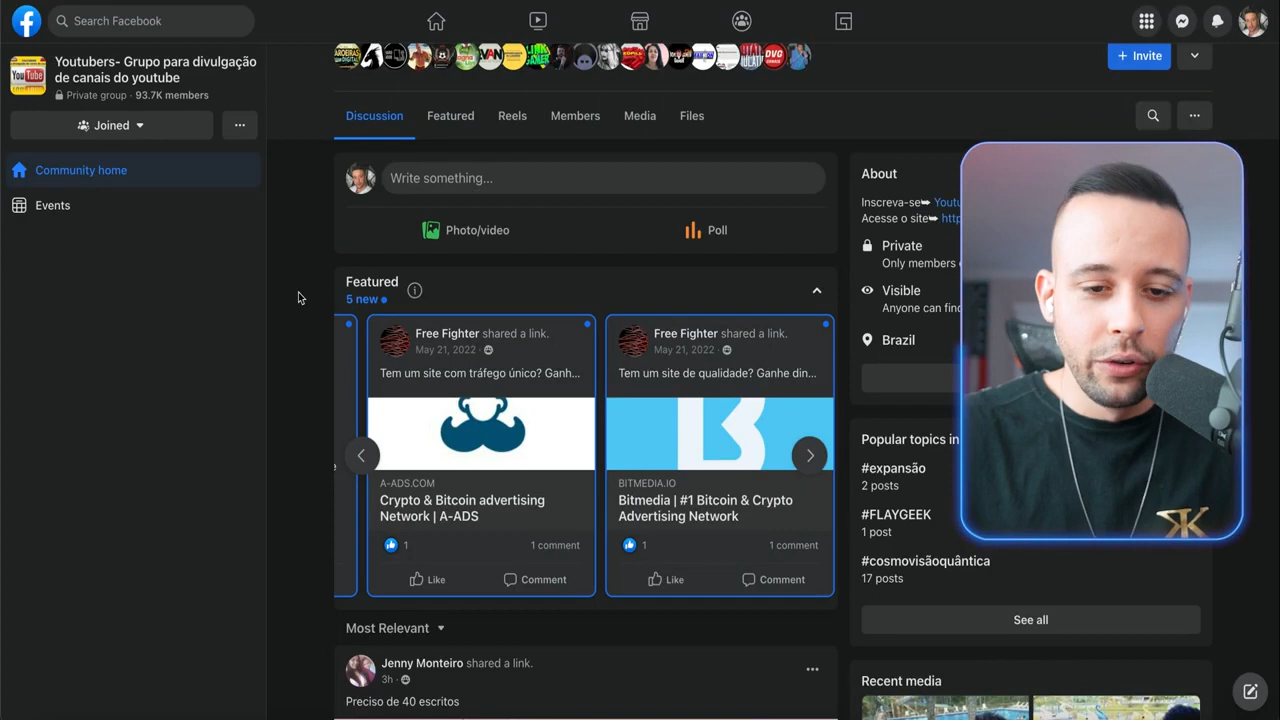 Search Facebook
Youtubers- Grupo para divulgação
de canais do youtube
Private group · 93.7K members
Joined
Community home
Events
Invite
Discussion
Featured
Reels
Members
Media
Files
Write something...
Photo/video
Poll
Featured
5 new
Free Fighter shared a link.
May 21, 2022
Tem um site com tráfego único? Ganh...
A-ADS.COM
Crypto & Bitcoin advertising
Network | A-ADS
1
1 comment
Like
Comment
Free Fighter shared a link.
May 21, 2022
Tem um site de qualidade? Ganhe din...
BITMEDIA.IO
Bitmedia | #1 Bitcoin & Crypto
Advertising Network
1
1 comment
Like
Comment
Most Relevant
Jenny Monteiro shared a link.
3h
Preciso de 40 escritos
About
Inscreva-se
Acesse o site
Private
Only members
Visible
Anyone can
Brazil
Popular topics in
#expansão
2 posts
#FLAYGEEK
1 post
#cosmovisãoquântica
17 posts
See all
Recent media